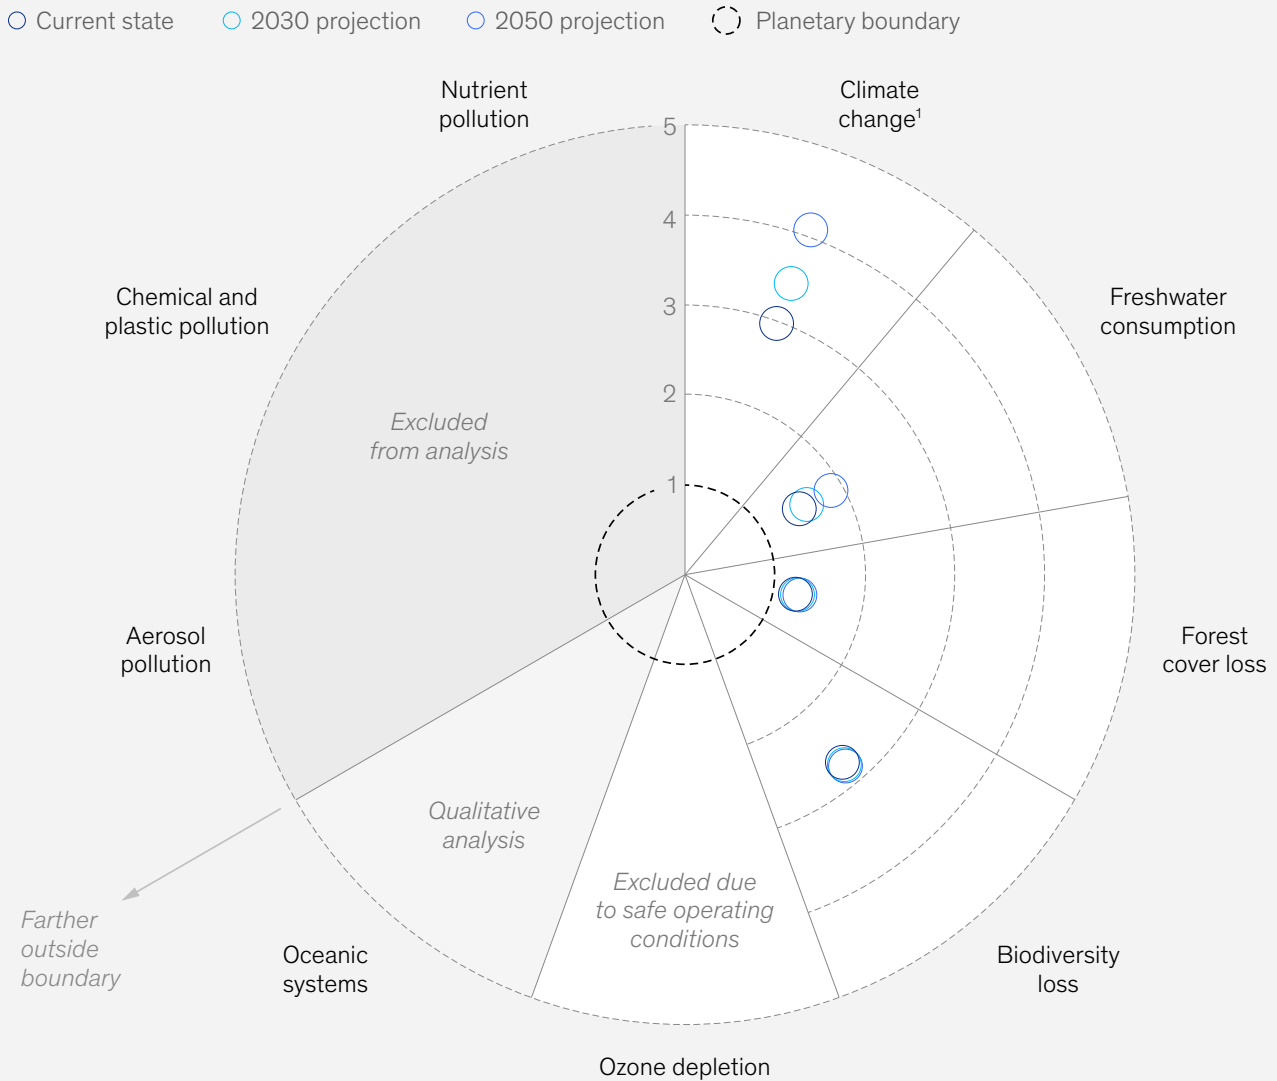 Current state
2030 projection
2050 projection
Planetary boundary
Nutrient
pollution
Climate
change¹
5
4
3
2
1
Chemical and
plastic pollution
Freshwater
consumption
Excluded
from analysis
Aerosol
pollution
Forest
cover loss
Qualitative
analysis
Excluded due
to safe operating
conditions
Farther
outside
boundary
Oceanic
systems
Biodiversity
loss
Ozone depletion